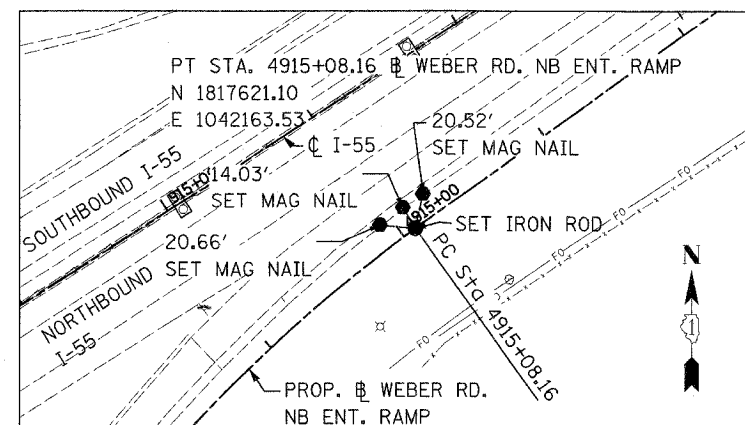 PT STA. 4915+08.16 ℄ WEBER RD. NB ENT. RAMP
N 1817621.10
E 1042163.53
℄ I-55
20.52'
SET MAG NAIL
14.03'
SET MAG NAIL
4915+00
SET IRON ROD
SOUTHBOUND I-55
20.66'
SET MAG NAIL
PC Sta 4915+08.16
NORTHBOUND
I-55
FO
FO
FO
FO
FO
N
1
PROP. ℄ WEBER RD.
NB ENT. RAMP